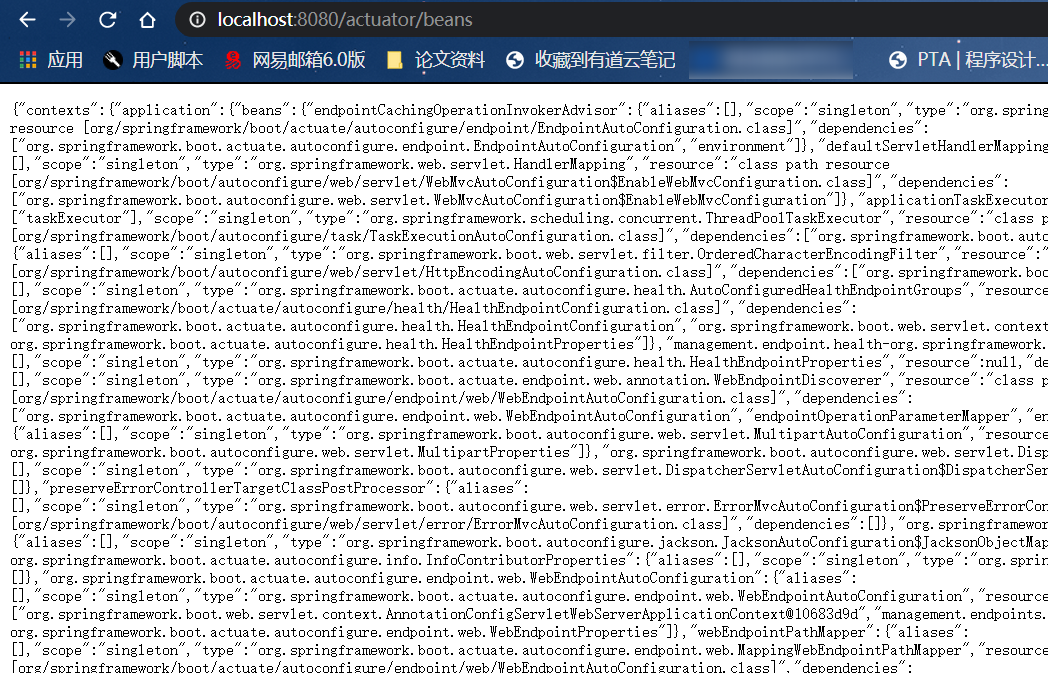 localhost:8080/actuator/beans
应用 用户脚本 网易邮箱6.0版 论文资料 收藏到有道云笔记 PTA | 程序设计...
{"contexts":{"application":{"beans":{"endpointCachingOperationInvokerAdvisor":{"aliases":[],"scope":"singleton","type":"org.spring
resource [org/springframework/boot/actuate/autoconfigure/endpoint/EndpointAutoConfiguration.class]","dependencies":
["org.springframework.boot.actuate.autoconfigure.endpoint.EndpointAutoConfiguration","environment"]},"defaultServletHandlerMapping
[],"scope":"singleton","type":"org.springframework.web.servlet.HandlerMapping","resource":"class path resource
[org/springframework/boot/autoconfigure/web/servlet/WebMvcAutoConfiguration$EnableWebMvcConfiguration.class]","dependencies":
["org.springframework.boot.autoconfigure.web.servlet.WebMvcAutoConfiguration$EnableWebMvcConfiguration"]},"applicationTaskExecutor
["taskExecutor"],"scope":"singleton","type":"org.springframework.scheduling.concurrent.ThreadPoolTaskExecutor","resource":"class p
[org/springframework/boot/autoconfigure/task/TaskExecutionAutoConfiguration.class]","dependencies":["org.springframework.boot.auto
{"aliases":[],"scope":"singleton","type":"org.springframework.boot.web.servlet.filter.OrderedCharacterEncodingFilter","resource":"
[org/springframework/boot/autoconfigure/web/servlet/HttpEncodingAutoConfiguration.class]","dependencies":["org.springframework.boo
[],"scope":"singleton","type":"org.springframework.boot.actuate.autoconfigure.health.AutoConfiguredHealthEndpointGroups","resource
[org/springframework/boot/actuate/autoconfigure/health/HealthEndpointConfiguration.class]","dependencies":
["org.springframework.boot.actuate.autoconfigure.health.HealthEndpointConfiguration","org.springframework.boot.web.servlet.context
org.springframework.boot.actuate.autoconfigure.health.HealthEndpointProperties"]},"management.endpoint.health-org.springframework.
[],"scope":"singleton","type":"org.springframework.boot.actuate.autoconfigure.health.HealthEndpointProperties","resource":null,"de
[],"scope":"singleton","type":"org.springframework.boot.actuate.endpoint.web.annotation.WebEndpointDiscoverer","resource":"class p
[org/springframework/boot/actuate/autoconfigure/endpoint/web/WebEndpointAutoConfiguration.class]","dependencies":
["org.springframework.boot.actuate.autoconfigure.endpoint.web.WebEndpointAutoConfiguration","endpointOperationParameterMapper","en
{"aliases":[],"scope":"singleton","type":"org.springframework.boot.autoconfigure.web.servlet.MultipartAutoConfiguration","resource
org.springframework.boot.autoconfigure.web.servlet.MultipartProperties"]},"org.springframework.boot.autoconfigure.web.servlet.Disp
[],"scope":"singleton","type":"org.springframework.boot.autoconfigure.web.servlet.DispatcherServletAutoConfiguration$DispatcherSer
[]},"preserveErrorControllerTargetClassPostProcessor":{"aliases":
[],"scope":"singleton","type":"org.springframework.boot.autoconfigure.web.servlet.error.ErrorMvcAutoConfiguration$PreserveErrorCon
[org/springframework/boot/autoconfigure/web/servlet/error/ErrorMvcAutoConfiguration.class]","dependencies":[]},"org.springframewor
{"aliases":[],"scope":"singleton","type":"org.springframework.boot.autoconfigure.jackson.JacksonAutoConfiguration$JacksonObjectMap
org.springframework.boot.actuate.autoconfigure.info.InfoContributorProperties":{"aliases":[],"scope":"singleton","type":"org.sprin
[]},"org.springframework.boot.actuate.autoconfigure.endpoint.web.WebEndpointAutoConfiguration":{"aliases":
[],"scope":"singleton","type":"org.springframework.boot.actuate.autoconfigure.endpoint.web.WebEndpointAutoConfiguration","resource
["org.springframework.boot.web.servlet.context.AnnotationConfigServletWebServerApplicationContext@10683d9d","management.endpoints.
org.springframework.boot.actuate.autoconfigure.endpoint.web.WebEndpointProperties"]},"webEndpointPathMapper":{"aliases":
[],"scope":"singleton","type":"org.springframework.boot.actuate.autoconfigure.endpoint.web.MappingWebEndpointPathMapper","resource
[org/springframework/boot/actuate/autoconfigure/endpoint/web/WebEndpointAutoConfiguration.class]","dependencies":